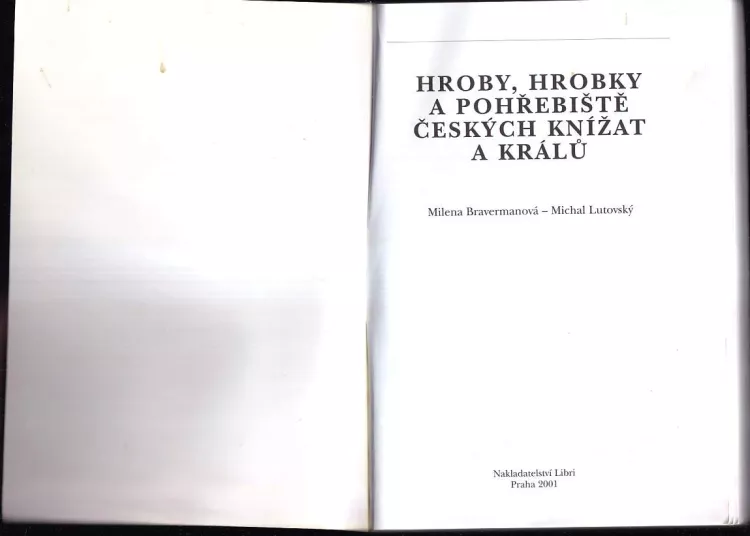 HROBY, HROBKY
A POHŘEBIŠTĚ
ČESKÝCH KNÍŽAT
A KRÁLŮ
Milena Bravermanová – Michal Lutovský
Nakladatelství Libri
Praha 2001